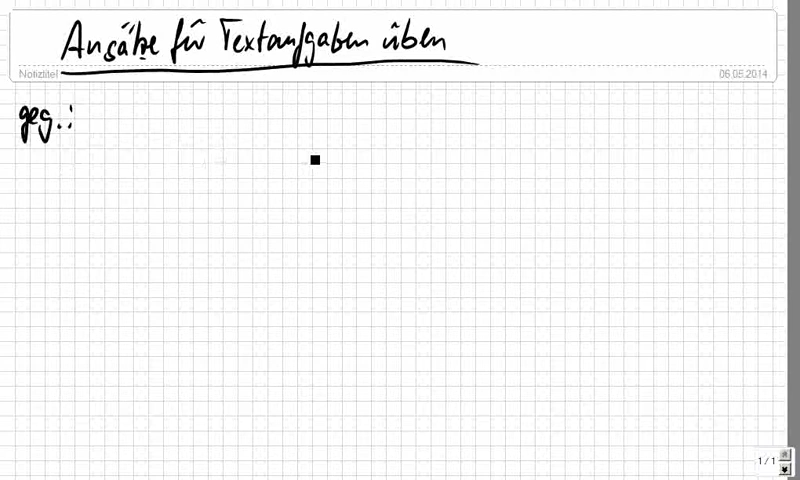 Ansätze für Textaufgaben üben
Notiztitel
06.05.2014
geg.:
1/1